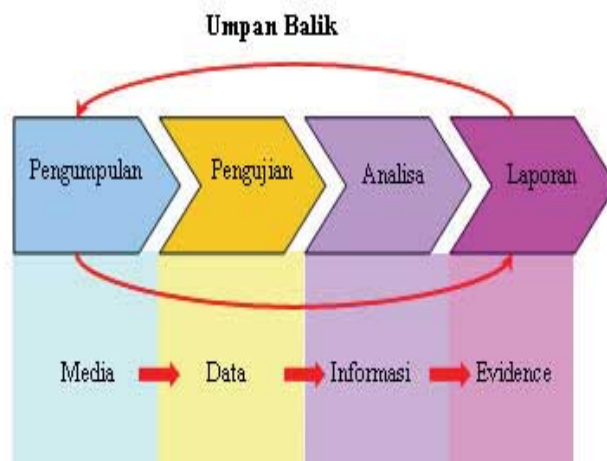 Umpan Balik
Pengumpulan
Pengujian
Analisa
Laporan
Media
Data
Informasi
Evidence